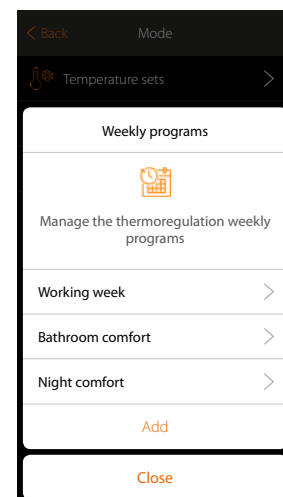 Back Mode
Temperature sets
Weekly programs
Manage the thermoregulation weekly
programs
Working week
Bathroom comfort
Night comfort
Add
Close